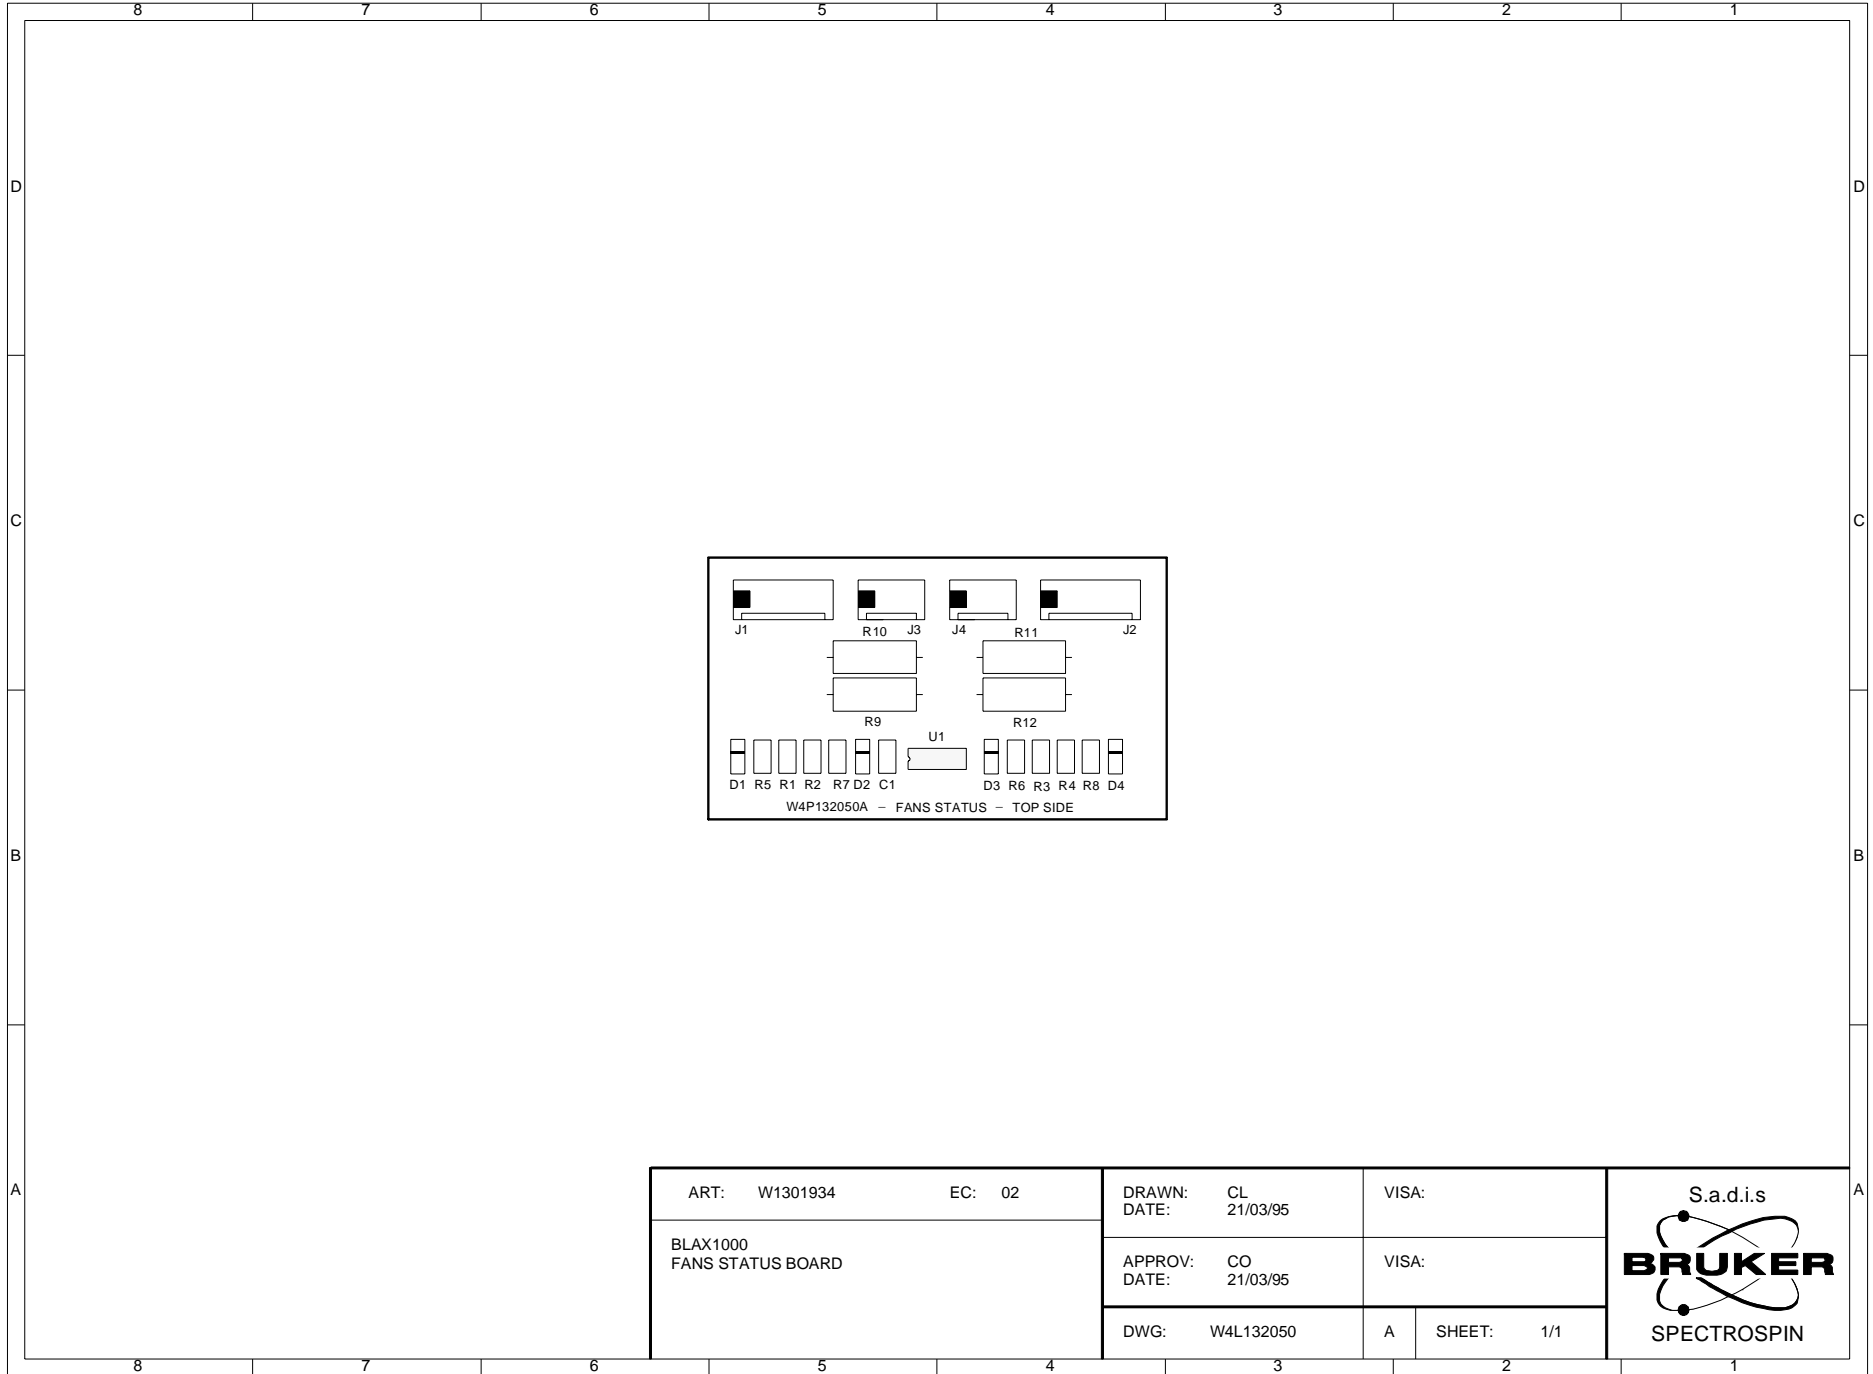 8 7 6 5 4 3 2 1
D D
C C
J1 R10 J3 J4 R11 J2
R9 R12
U1
D1 R5 R1 R2 R7 D2 C1 D3 R6 R3 R4 R8 D4
W4P132050A – FANS STATUS – TOP SIDE
B B
A A
ART: W1301934 EC: 02
BLAX1000
FANS STATUS BOARD
DRAWN: CL
DATE: 21/03/95
VISA:
APPROV: CO
DATE: 21/03/95
VISA:
DWG: W4L132050 A SHEET: 1/1
S.a.d.i.s
BRUKER
SPECTROSPIN
8 7 6 5 4 3 2 1